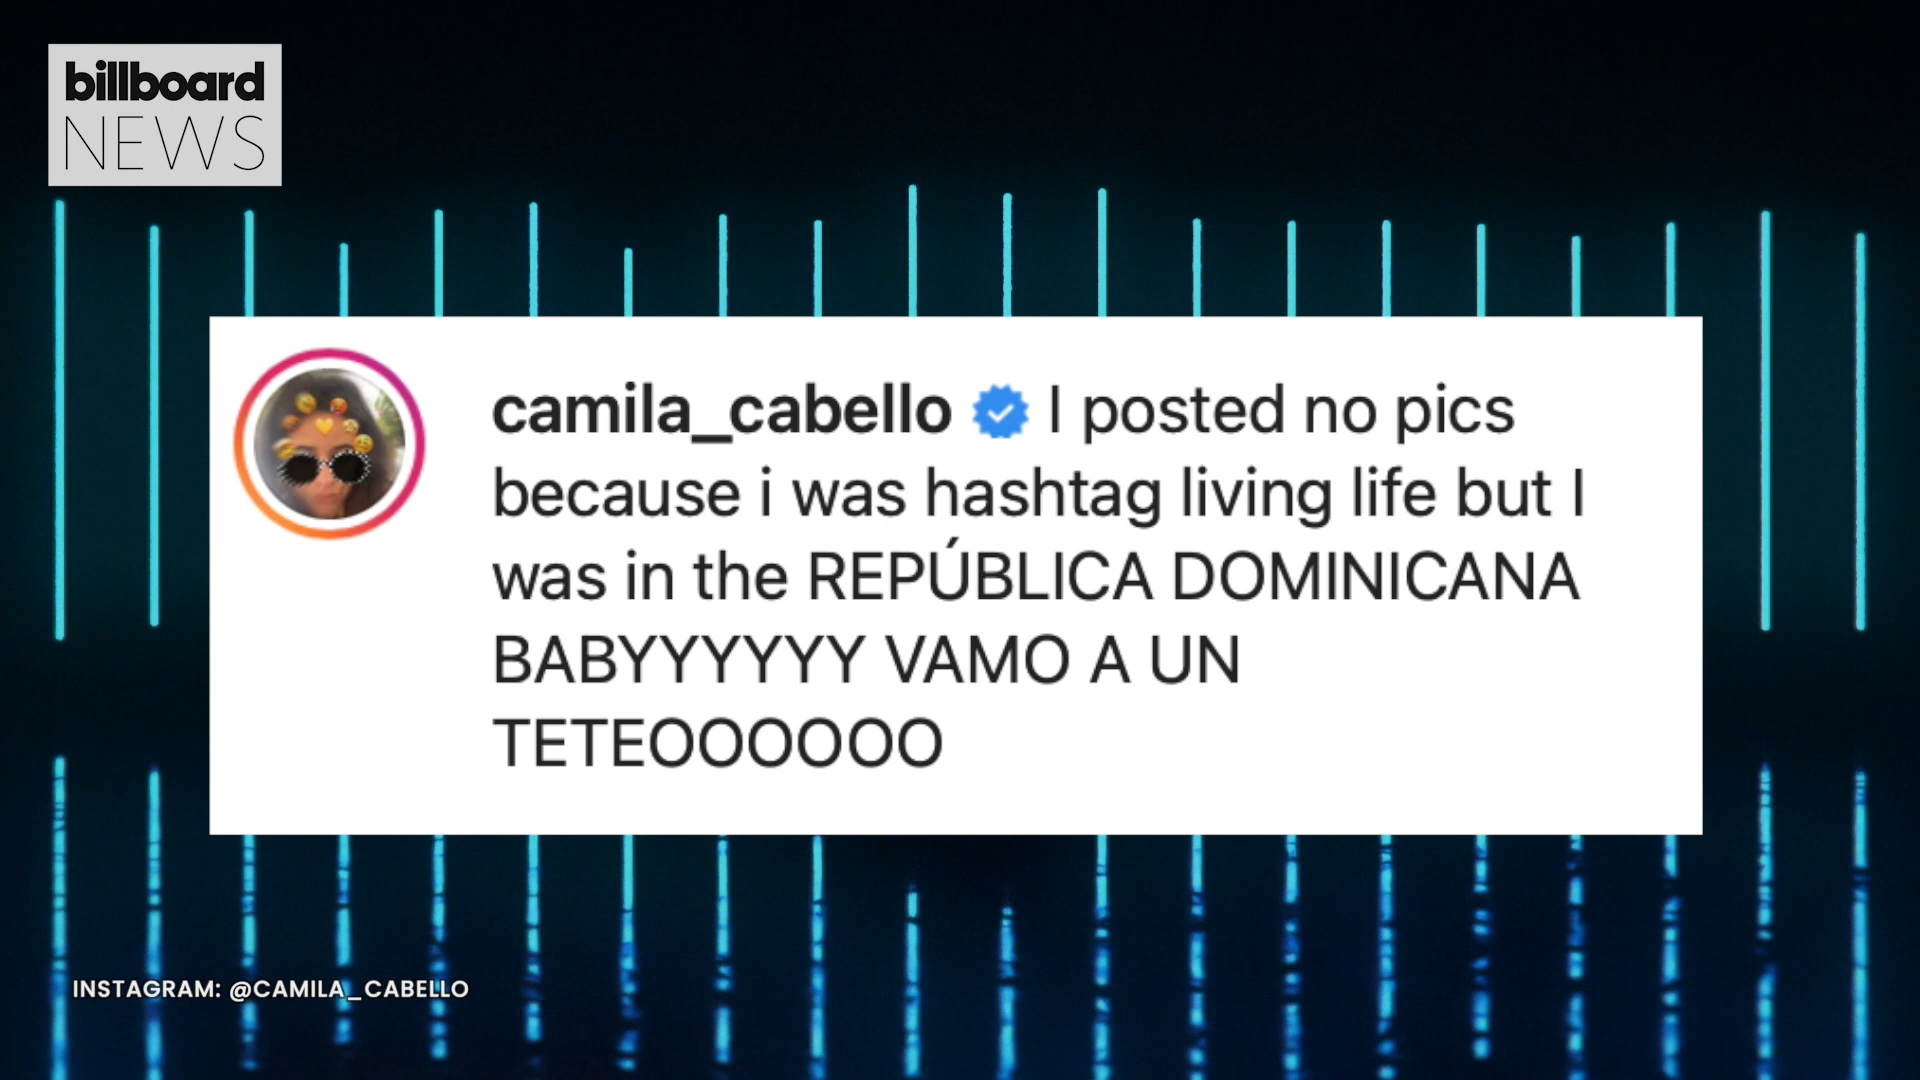 billboard
NEWS
camila_cabello I posted no pics
because i was hashtag living life but I
was in the REPÚBLICA DOMINICANA
BABYYYYYY VAMO A UN
TETEOOOOOO
INSTAGRAM: @CAMILA_CABELLO